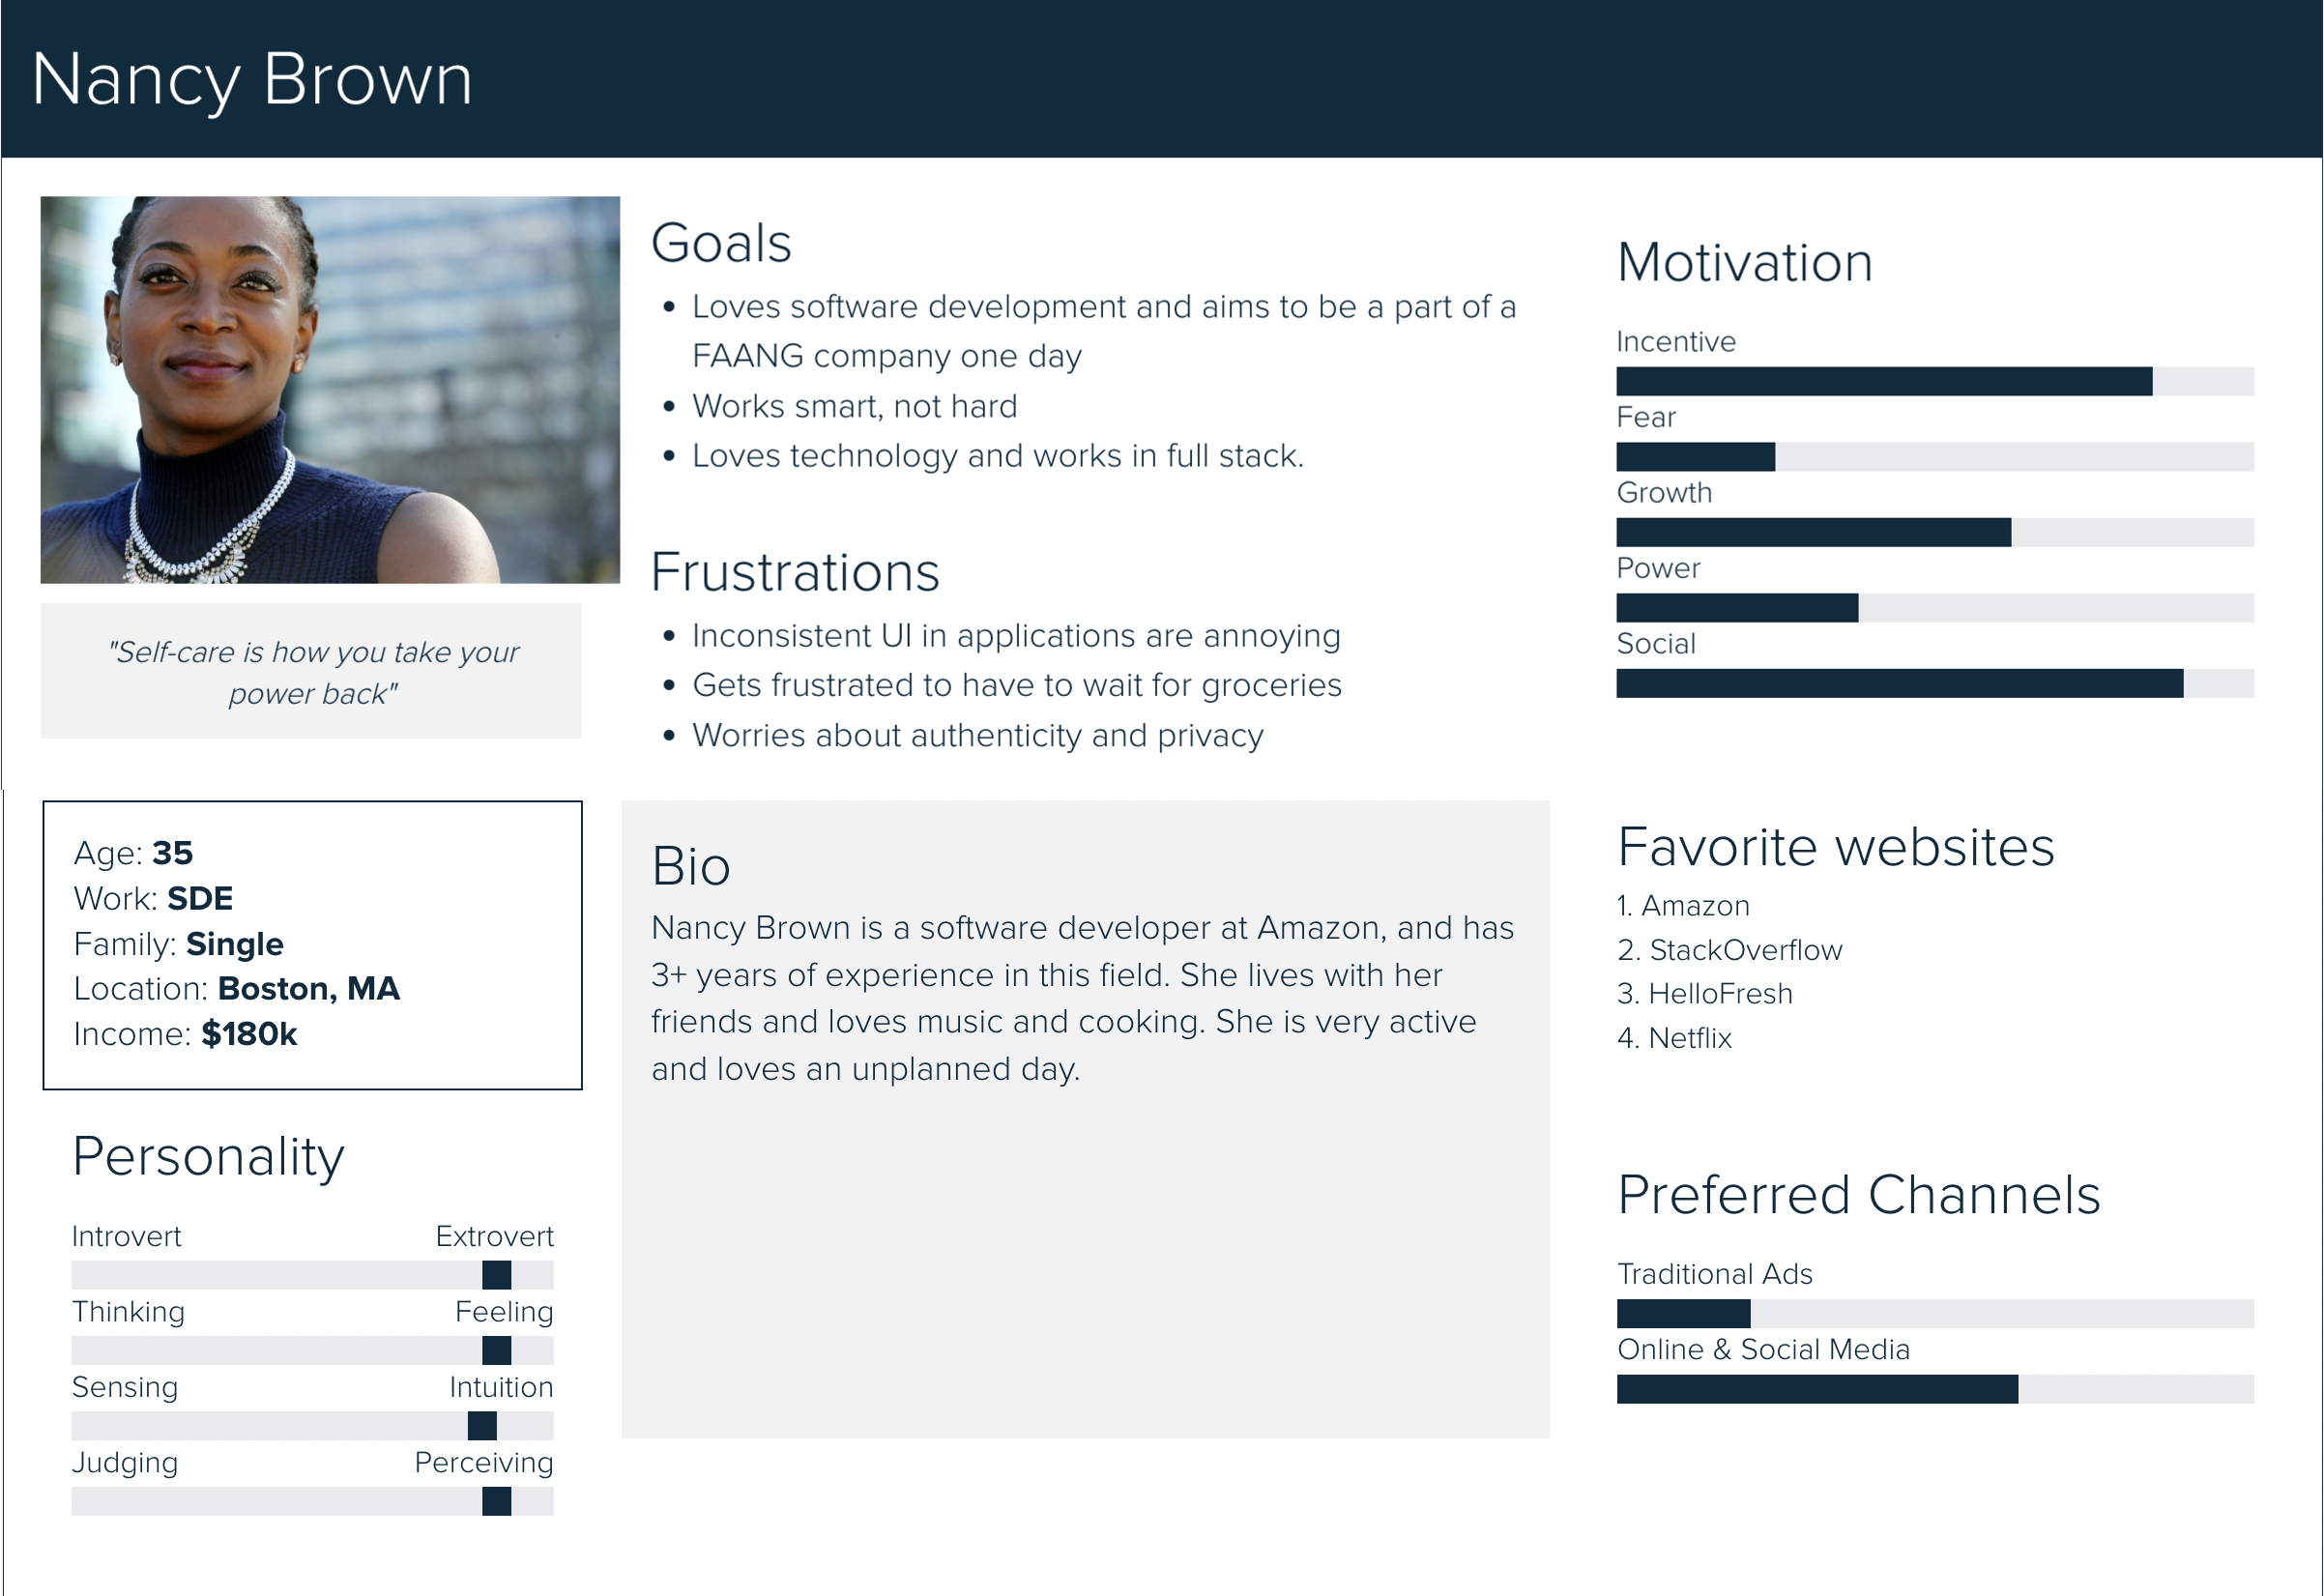 Nancy Brown
"Self-care is how you take your
power back"
Age: 35
Work: SDE
Family: Single
Location: Boston, MA
Income: $180k
Personality
Introvert Extrovert
Thinking Feeling
Sensing Intuition
Judging Perceiving
Goals
• Loves software development and aims to be a part of a
FAANG company one day
• Works smart, not hard
• Loves technology and works in full stack.
Frustrations
• Inconsistent UI in applications are annoying
• Gets frustrated to have to wait for groceries
• Worries about authenticity and privacy
Bio
Nancy Brown is a software developer at Amazon, and has
3+ years of experience in this field. She lives with her
friends and loves music and cooking. She is very active
and loves an unplanned day.
Motivation
Incentive
Fear
Growth
Power
Social
Favorite websites
1. Amazon
2. StackOverflow
3. HelloFresh
4. Netflix
Preferred Channels
Traditional Ads
Online & Social Media